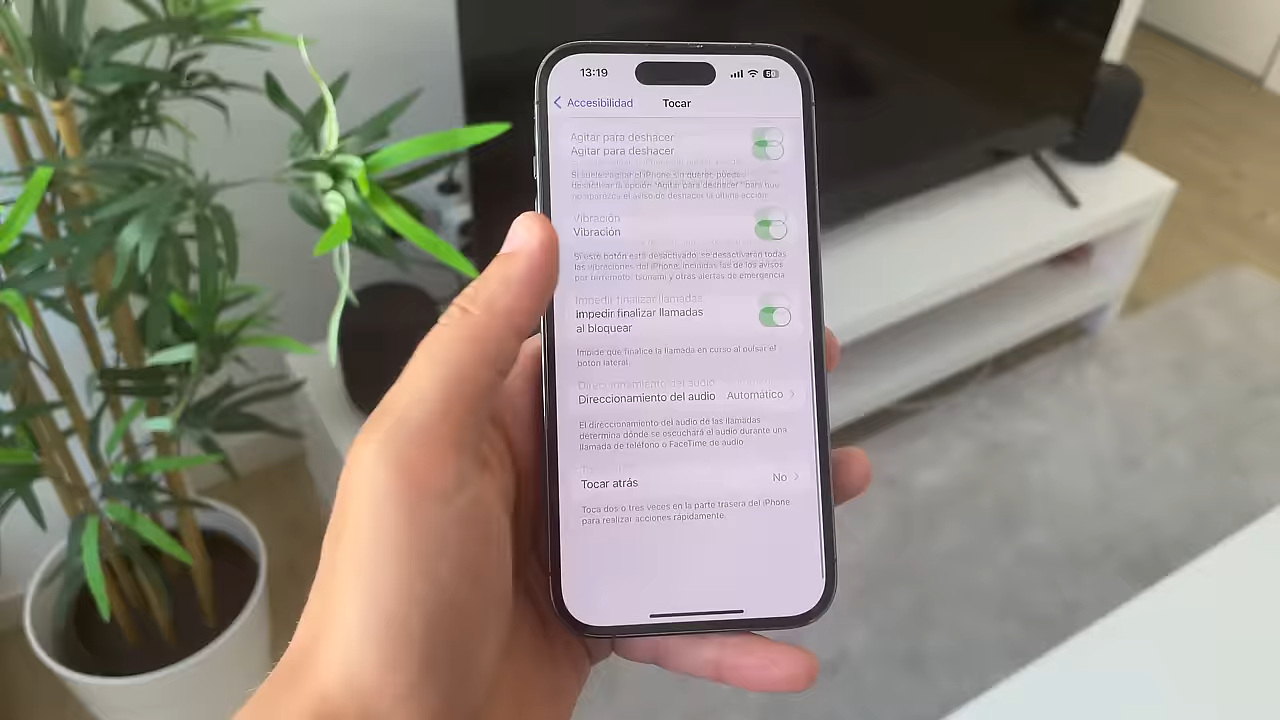 13:19
50
Accesibilidad
Tocar
Agitar para deshacer
Agitar para deshacer
Si sueles agitar el iPhone sin querer, puedes
desactivar la opción "Agitar para deshacer" para que
no aparezca el aviso de deshacer la última acción.
Vibración
Vibración
Si este botón está desactivado, se desactivarán todas
las vibraciones del iPhone, incluidas las de los avisos
por terremoto, tsunami y otras alertas de emergencia
Impedir finalizar llamadas
Impedir finalizar llamadas
al bloquear
Impide que finalice la llamada en curso al pulsar el
botón lateral.
Direccionamiento del audio
Direccionamiento del audio Automático
El direccionamiento del audio de las llamadas
determina dónde se escuchará el audio durante una
llamada de teléfono o FaceTime de audio
Tocar atrás No
Toca dos o tres veces en la parte trasera del iPhone
para realizar acciones rápidamente.